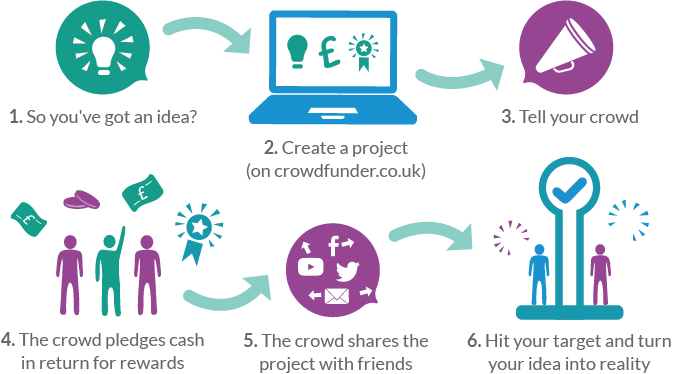 1. So you've got an idea?
2. Create a project
(on crowdfunder.co.uk)
3. Tell your crowd
4. The crowd pledges cash
in return for rewards
5. The crowd shares the
project with friends
6. Hit your target and turn
your idea into reality